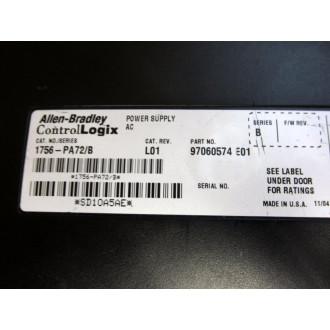 Allen-Bradley
ControlLogix
POWER SUPPLY
AC
SERIES
B
F/W REV.
CAT. NO./SERIES
1756-PA72/B
CAT. REV.
L01
PART NO.
97060574 E01
*1756-PA72/B*
SERIAL NO.
*SD10A5AE*
SEE LABEL
UNDER DOOR
FOR RATINGS
MADE IN U.S.A.
11/04